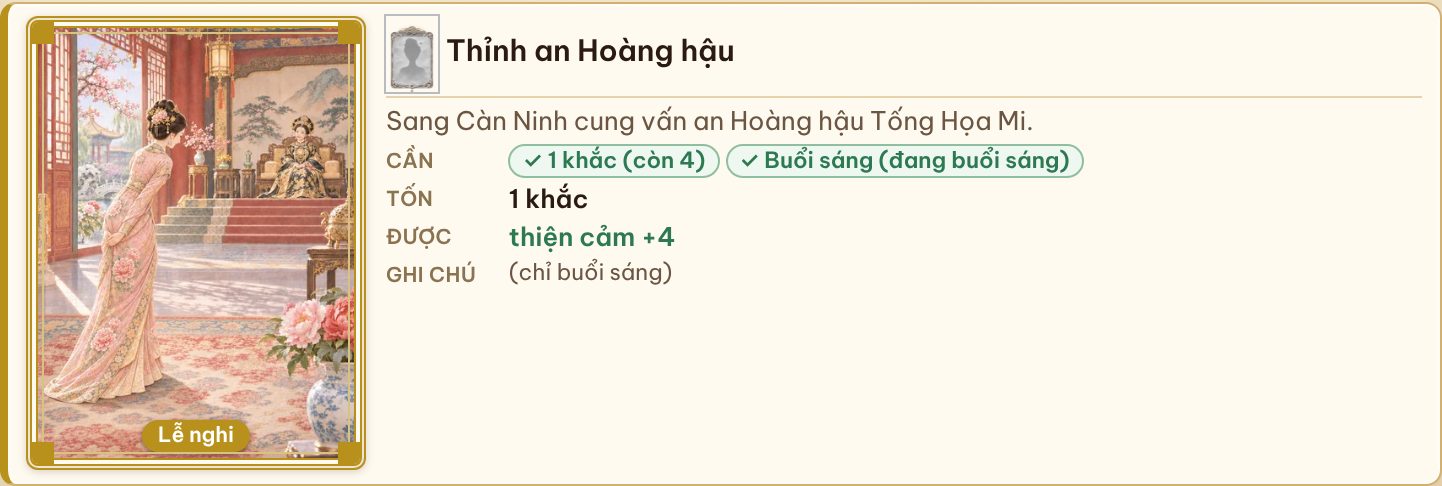 Thỉnh an Hoàng hậu
Sang Càn Ninh cung vấn an Hoàng hậu Tống Họa Mi.
CẦN ✓ 1 khắc (còn 4) ✓ Buổi sáng (đang buổi sáng)
TỐN 1 khắc
ĐƯỢC thiện cảm +4
GHI CHÚ (chỉ buổi sáng)
Lễ nghi